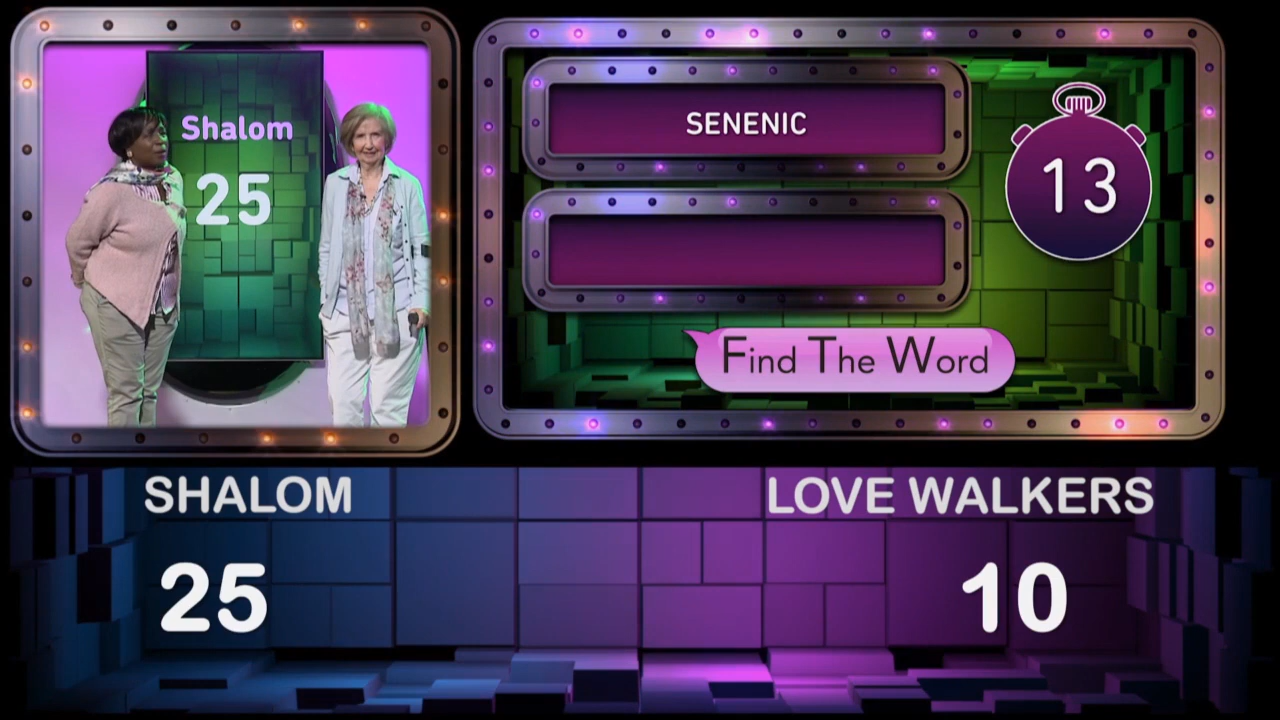 Shalom
25
SENENIC
13
Find The Word
SHALOM
LOVE WALKERS
25
10